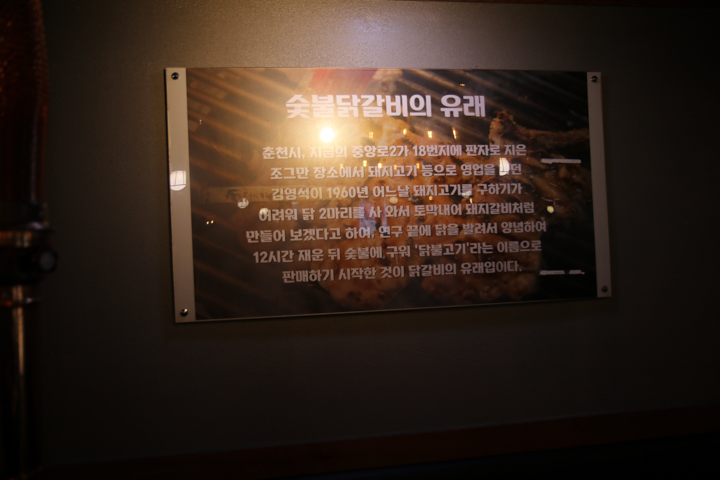 숯불닭갈비의 유래
춘천시, 지금의 중앙로2가 18번지에 판자로 지은
조그만 장소에서 돼지고기 등으로 영업을 하던
김영석이 1960년 어느날 돼지고기를 구하기가
어려워 닭 2마리를 사 와서 토막내어 돼지갈비처럼
만들어 보겠다고 하여, 연구 끝에 닭을 발려서 양념하여
12시간 재운 뒤 숯불에 구워 '닭불고기'라는 이름으로
판매하기 시작한 것이 닭갈비의 유래입이다.